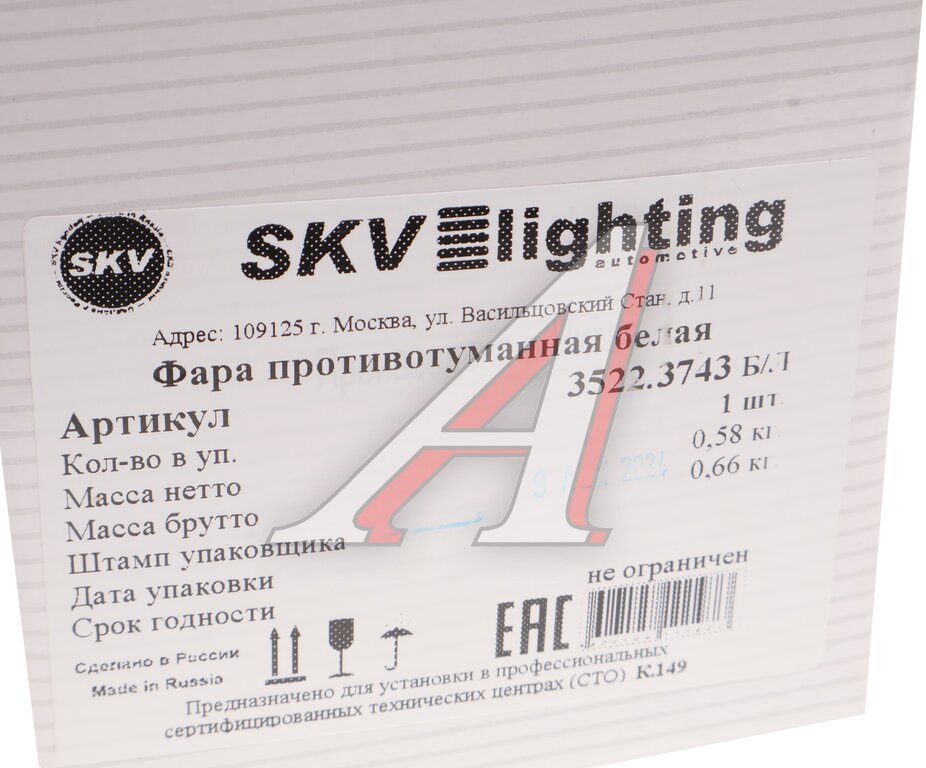 SKV
SKV lighting
automotive
Адрес: 109125 г. Москва, ул. Васильцовский Стан, д.11
Фара противотуманная белая
Артикул 3522.3743 Б/Л
Кол-во в уп. 1 шт.
Масса нетто 0,58 кг.
Масса брутто 0,66 кг.
Штамп упаковщика
Дата упаковки 2024
Срок годности не ограничен
EAC
Сделано в России
Made in Russia
Предназначено для установки в профессиональных
сертифицированных технических центрах (СТО) К.149